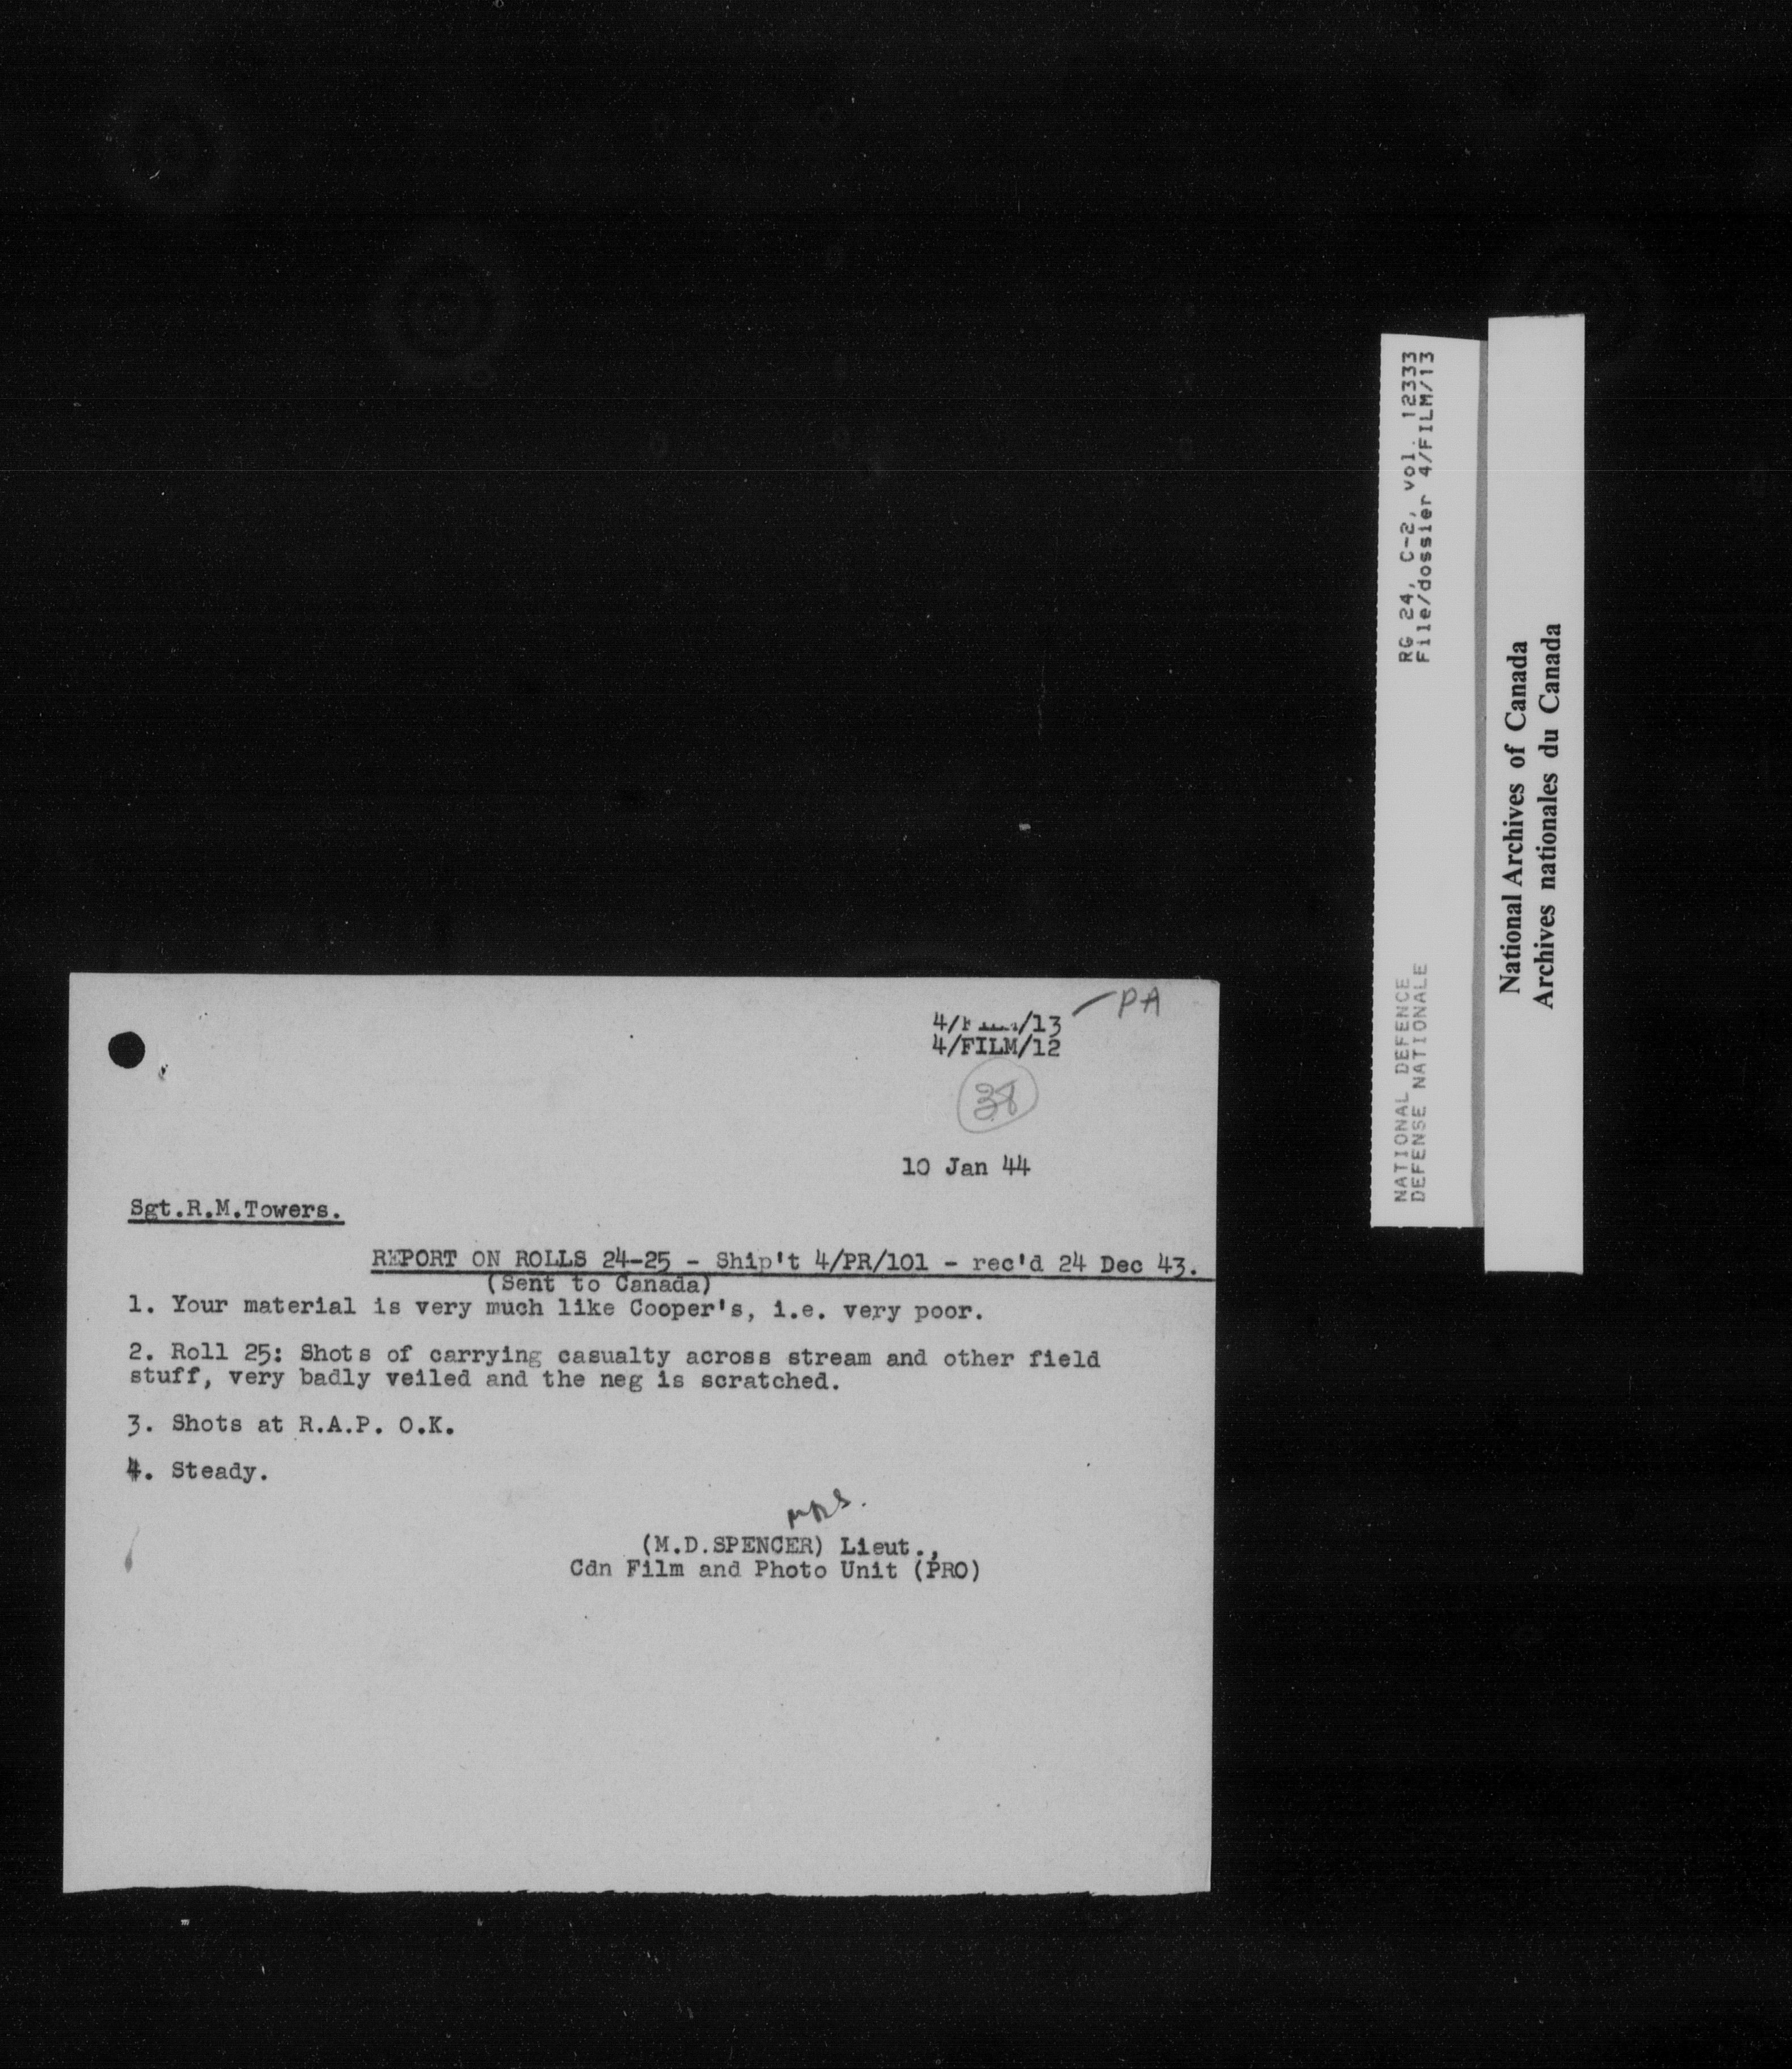 4/FILM/13
PA
4/FILM/12
10 Jan 44
Sgt.R.M.Towers.
REPORT ON ROLLS 24-25 - Ship't 4/PR/101 - rec'd 24 Dec 43.
(Sent to Canada)
1. Your material is very much like Cooper's, i.e. very poor.
2. Roll 25: Shots of carrying casualty across stream and other field
stuff, very badly veiled and the neg is scratched.
3. Shots at R.A.P. O.K.
4. Steady.
MDS.
(M.D.SPENCER) Lieut.,
Cdn Film and Photo Unit (PRO)
NATIONAL DEFENCE
DEFENSE NATIONALE
RG 24, C-2, vol. 12333
File/dossier 4/FILM/13
National Archives of Canada
Archives nationales du Canada